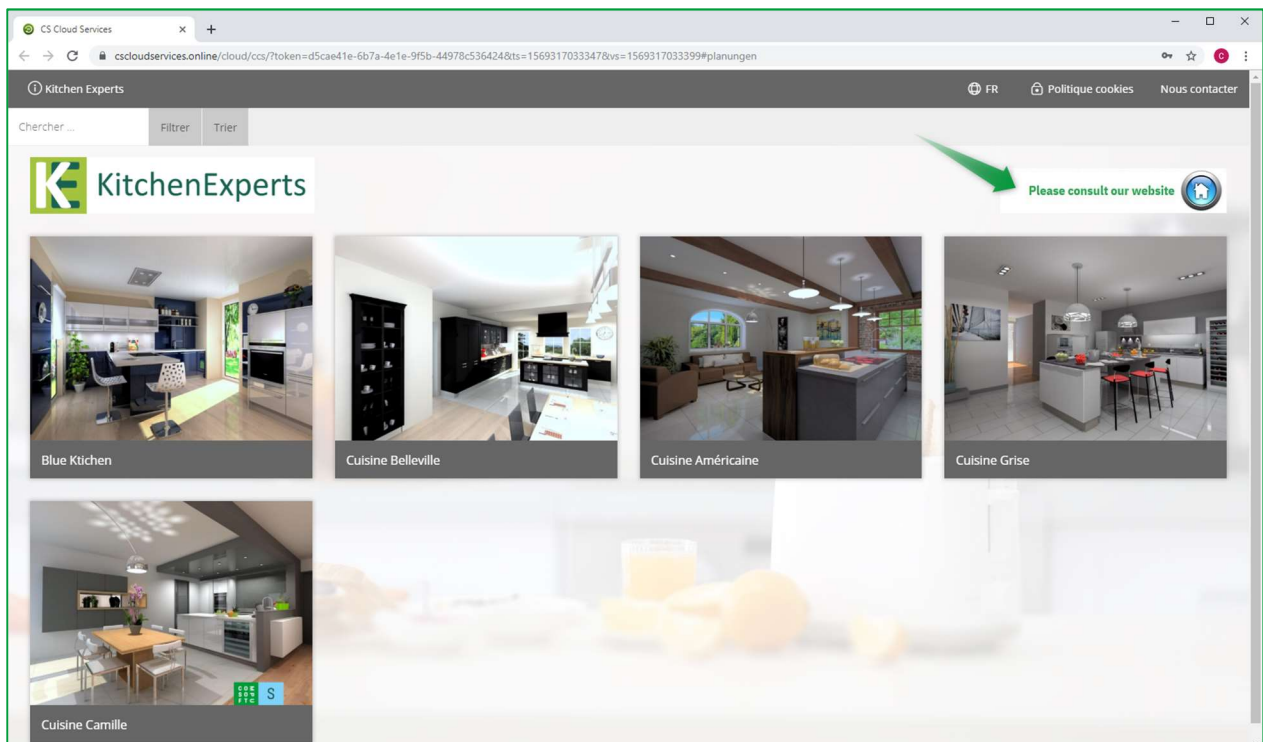 CS Cloud Services
cscloudservices.online/cloud/ccs/?token=d5cae41e-6b7a-4e1e-9f5b-44978c536424&ts=1569317033347&vs=1569317033399#planungen
C
Kitchen Experts
FR
Politique cookies
Nous contacter
Chercher ...
Filtrer
Trier
KE KitchenExperts
Please consult our website
Blue Ktichen
Cuisine Belleville
Cuisine Américaine
Cuisine Grise
S
Cuisine Camille